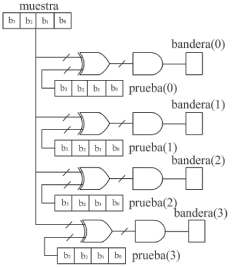 muestra
b₃ b₂ b₁ b₀
bandera(0)
b₃ b₂ b₁ b₀ prueba(0)
bandera(1)
b₃ b₂ b₁ b₀ prueba(1)
bandera(2)
b₃ b₂ b₁ b₀ prueba(2)
bandera(3)
b₃ b₂ b₁ b₀ prueba(3)